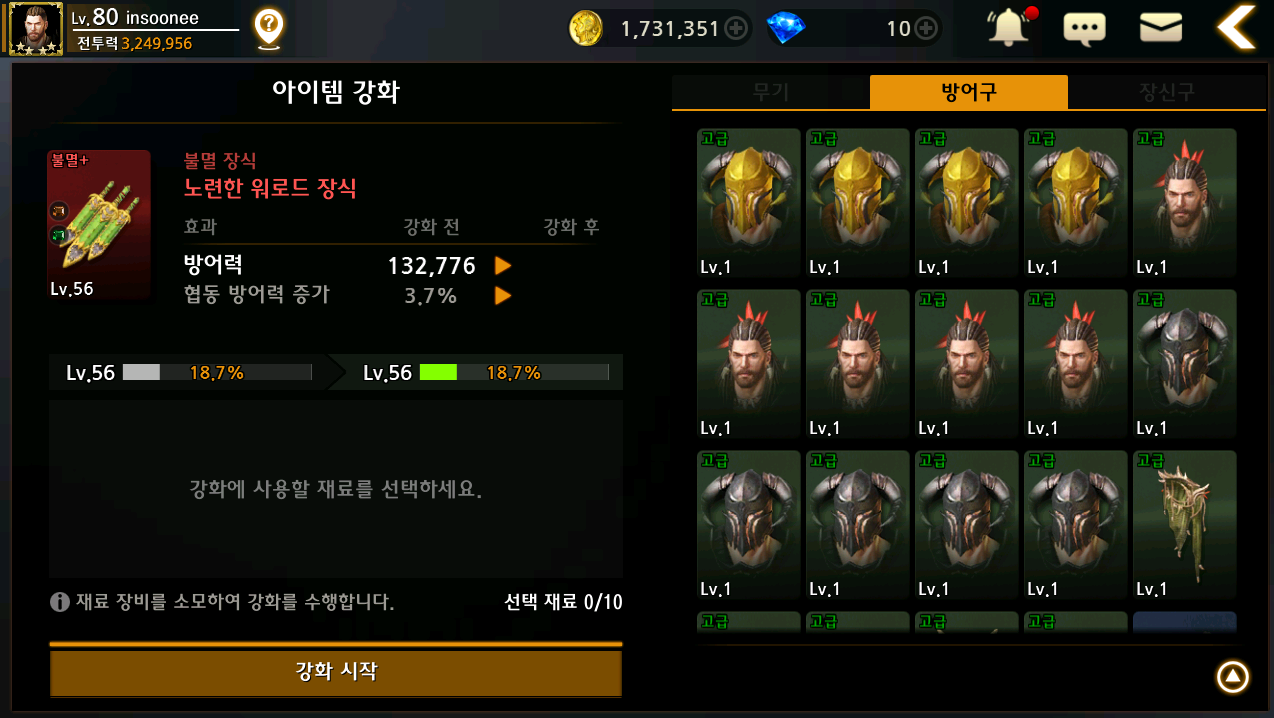 Lv.80 insoonee
전투력 3,249,956
1,731,351
10
아이템 강화
불멸+
Lv.56
불멸 장식
노련한 워로드 장식
효과 강화 전 강화 후
방어력 132,776
협동 방어력 증가 3.7%
Lv.56 18.7% Lv.56 18.7%
강화에 사용할 재료를 선택하세요.
재료 장비를 소모하여 강화를 수행합니다. 선택 재료 0/10
강화 시작
무기 방어구 장신구
고급 고급 고급 고급 고급
Lv.1 Lv.1 Lv.1 Lv.1 Lv.1
고급 고급 고급 고급 고급
Lv.1 Lv.1 Lv.1 Lv.1 Lv.1
고급 고급 고급 고급 고급
Lv.1 Lv.1 Lv.1 Lv.1 Lv.1
고급 고급 고급 고급